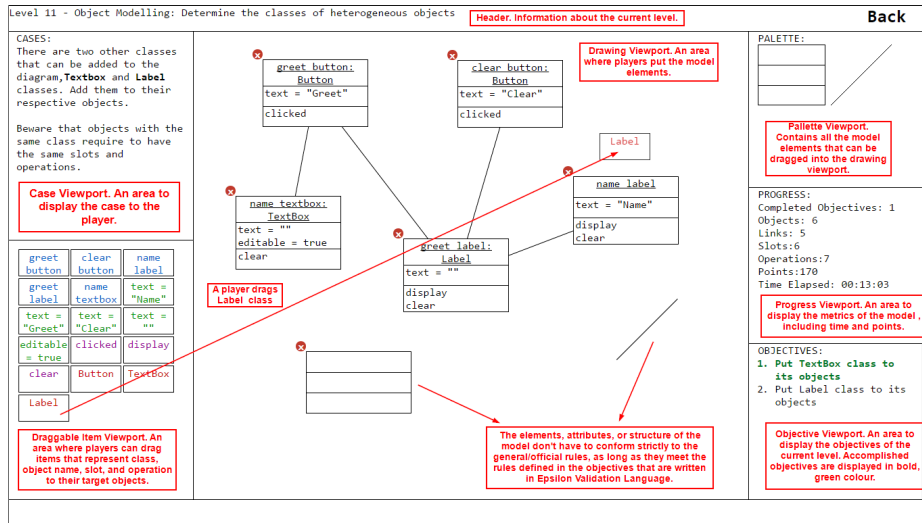 Level 11 - Object Modelling: Determine the classes of heterogeneous objects
Header. Information about the current level.
Back
CASES:
There are two other classes
that can be added to the
diagram,Textbox and Label
classes. Add them to their
respective objects.
Beware that objects with the
same class require to have
the same slots and
operations.
Case Viewport. An area to
display the case to the
player.
greet
button
clear
button
name
label
greet
label
name
textbox
text =
"Name"
text =
"Greet"
text =
"Clear"
text =
""
editable
= true
clicked
display
clear
Button
TextBox
Label
Draggable Item Viewport. An
area where players can drag
items that represent class,
object name, slot, and operation
to their target objects.
greet button:
Button
text = "Greet"
clicked
clear button:
Button
text = "Clear"
clicked
Drawing Viewport. An area
where players put the model
elements.
Label
name label
text = "Name"
display
clear
name textbox:
TextBox
text = ""
editable = true
clear
greet label:
Label
text = ""
display
clear
A player drags
Label class
The elements, attributes, or structure of the
model don't have to conform strictly to the
general/official rules, as long as they meet the
rules defined in the objectives that are written
in Epsilon Validation Language.
PALETTE:
Pallette Viewport.
Contains all the model
elements that can be
dragged into the drawing
viewport.
PROGRESS:
Completed Objectives: 1
Objects: 6
Links: 5
Slots:6
Operations:7
Points:170
Time Elapsed: 00:13:03
Progress Viewport. An area to
display the metrics of the model ,
including time and points.
OBJECTIVES:
1. Put TextBox class to
its objects
2. Put Label class to its
objects
Objective Viewport. An area to
display the objectives of the
current level. Accomplished
objectives are displayed in bold,
green colour.